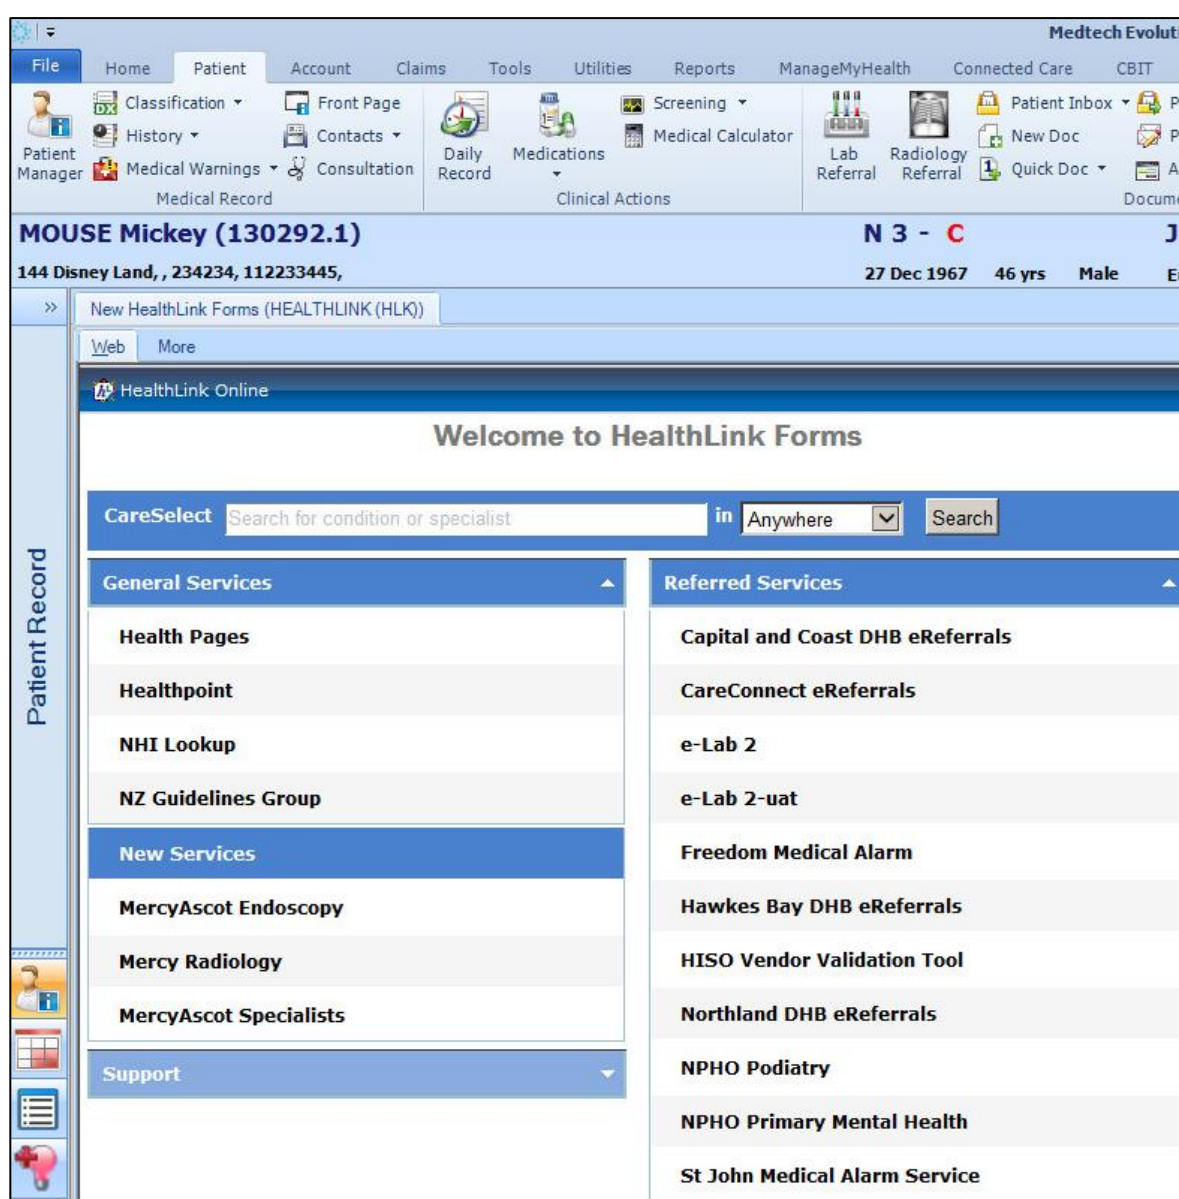 Medtech Evoluti
File Home Patient Account Claims Tools Utilities Reports ManageMyHealth Connected Care CBIT
Classification Front Page Screening Patient Inbox P
History Contacts Medical Calculator New Doc P
Medical Warnings Consultation Quick Doc A
Patient Manager
Daily Record
Medications
Lab Referral
Radiology Referral
Medical Record Clinical Actions Docume
MOUSE Mickey (130292.1) N 3 - C J
144 Disney Land, , 234234, 112233445, 27 Dec 1967 46 yrs Male E
» New HealthLink Forms (HEALTHLINK (HLK))
Web More
HealthLink Online
Welcome to HealthLink Forms
CareSelect Search for condition or specialist in Anywhere Search
Patient Record
General Services
Health Pages
Healthpoint
NHI Lookup
NZ Guidelines Group
New Services
MercyAscot Endoscopy
Mercy Radiology
MercyAscot Specialists
Support
Referred Services
Capital and Coast DHB eReferrals
CareConnect eReferrals
e-Lab 2
e-Lab 2-uat
Freedom Medical Alarm
Hawkes Bay DHB eReferrals
HISO Vendor Validation Tool
Northland DHB eReferrals
NPHO Podiatry
NPHO Primary Mental Health
St John Medical Alarm Service